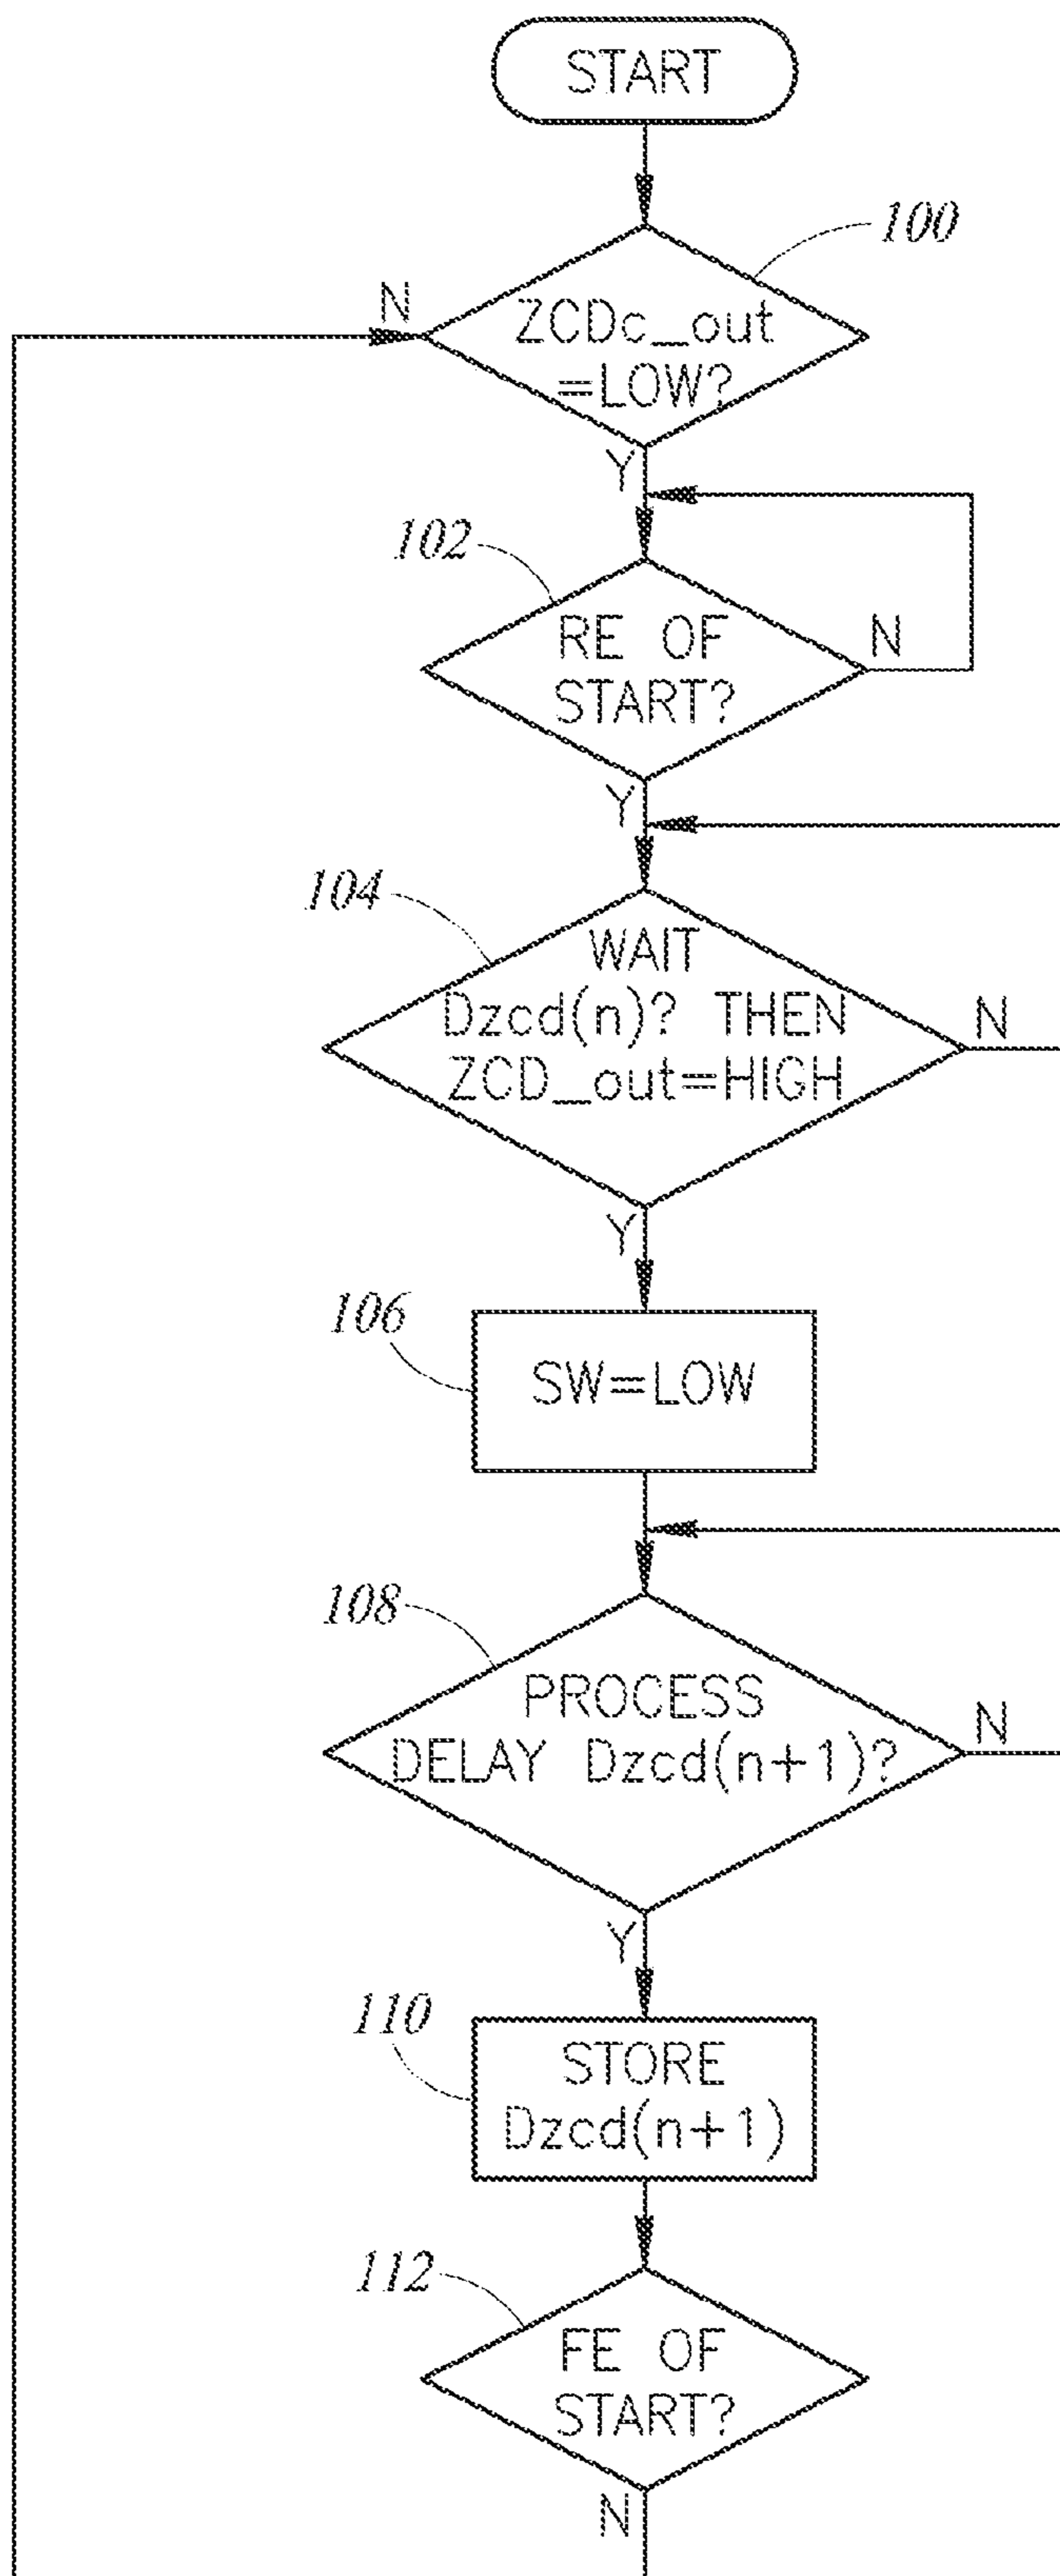 START
100
N
ZCDc_out
=LOW?
Y
102
RE OF
START?
N
Y
104
WAIT
Dzcd(n)? THEN
ZCD_out=HIGH
N
Y
106
SW=LOW
108
PROCESS
DELAY Dzcd(n+1)?
N
Y
110
STORE
Dzcd(n+1)
112
FE OF
START?
N